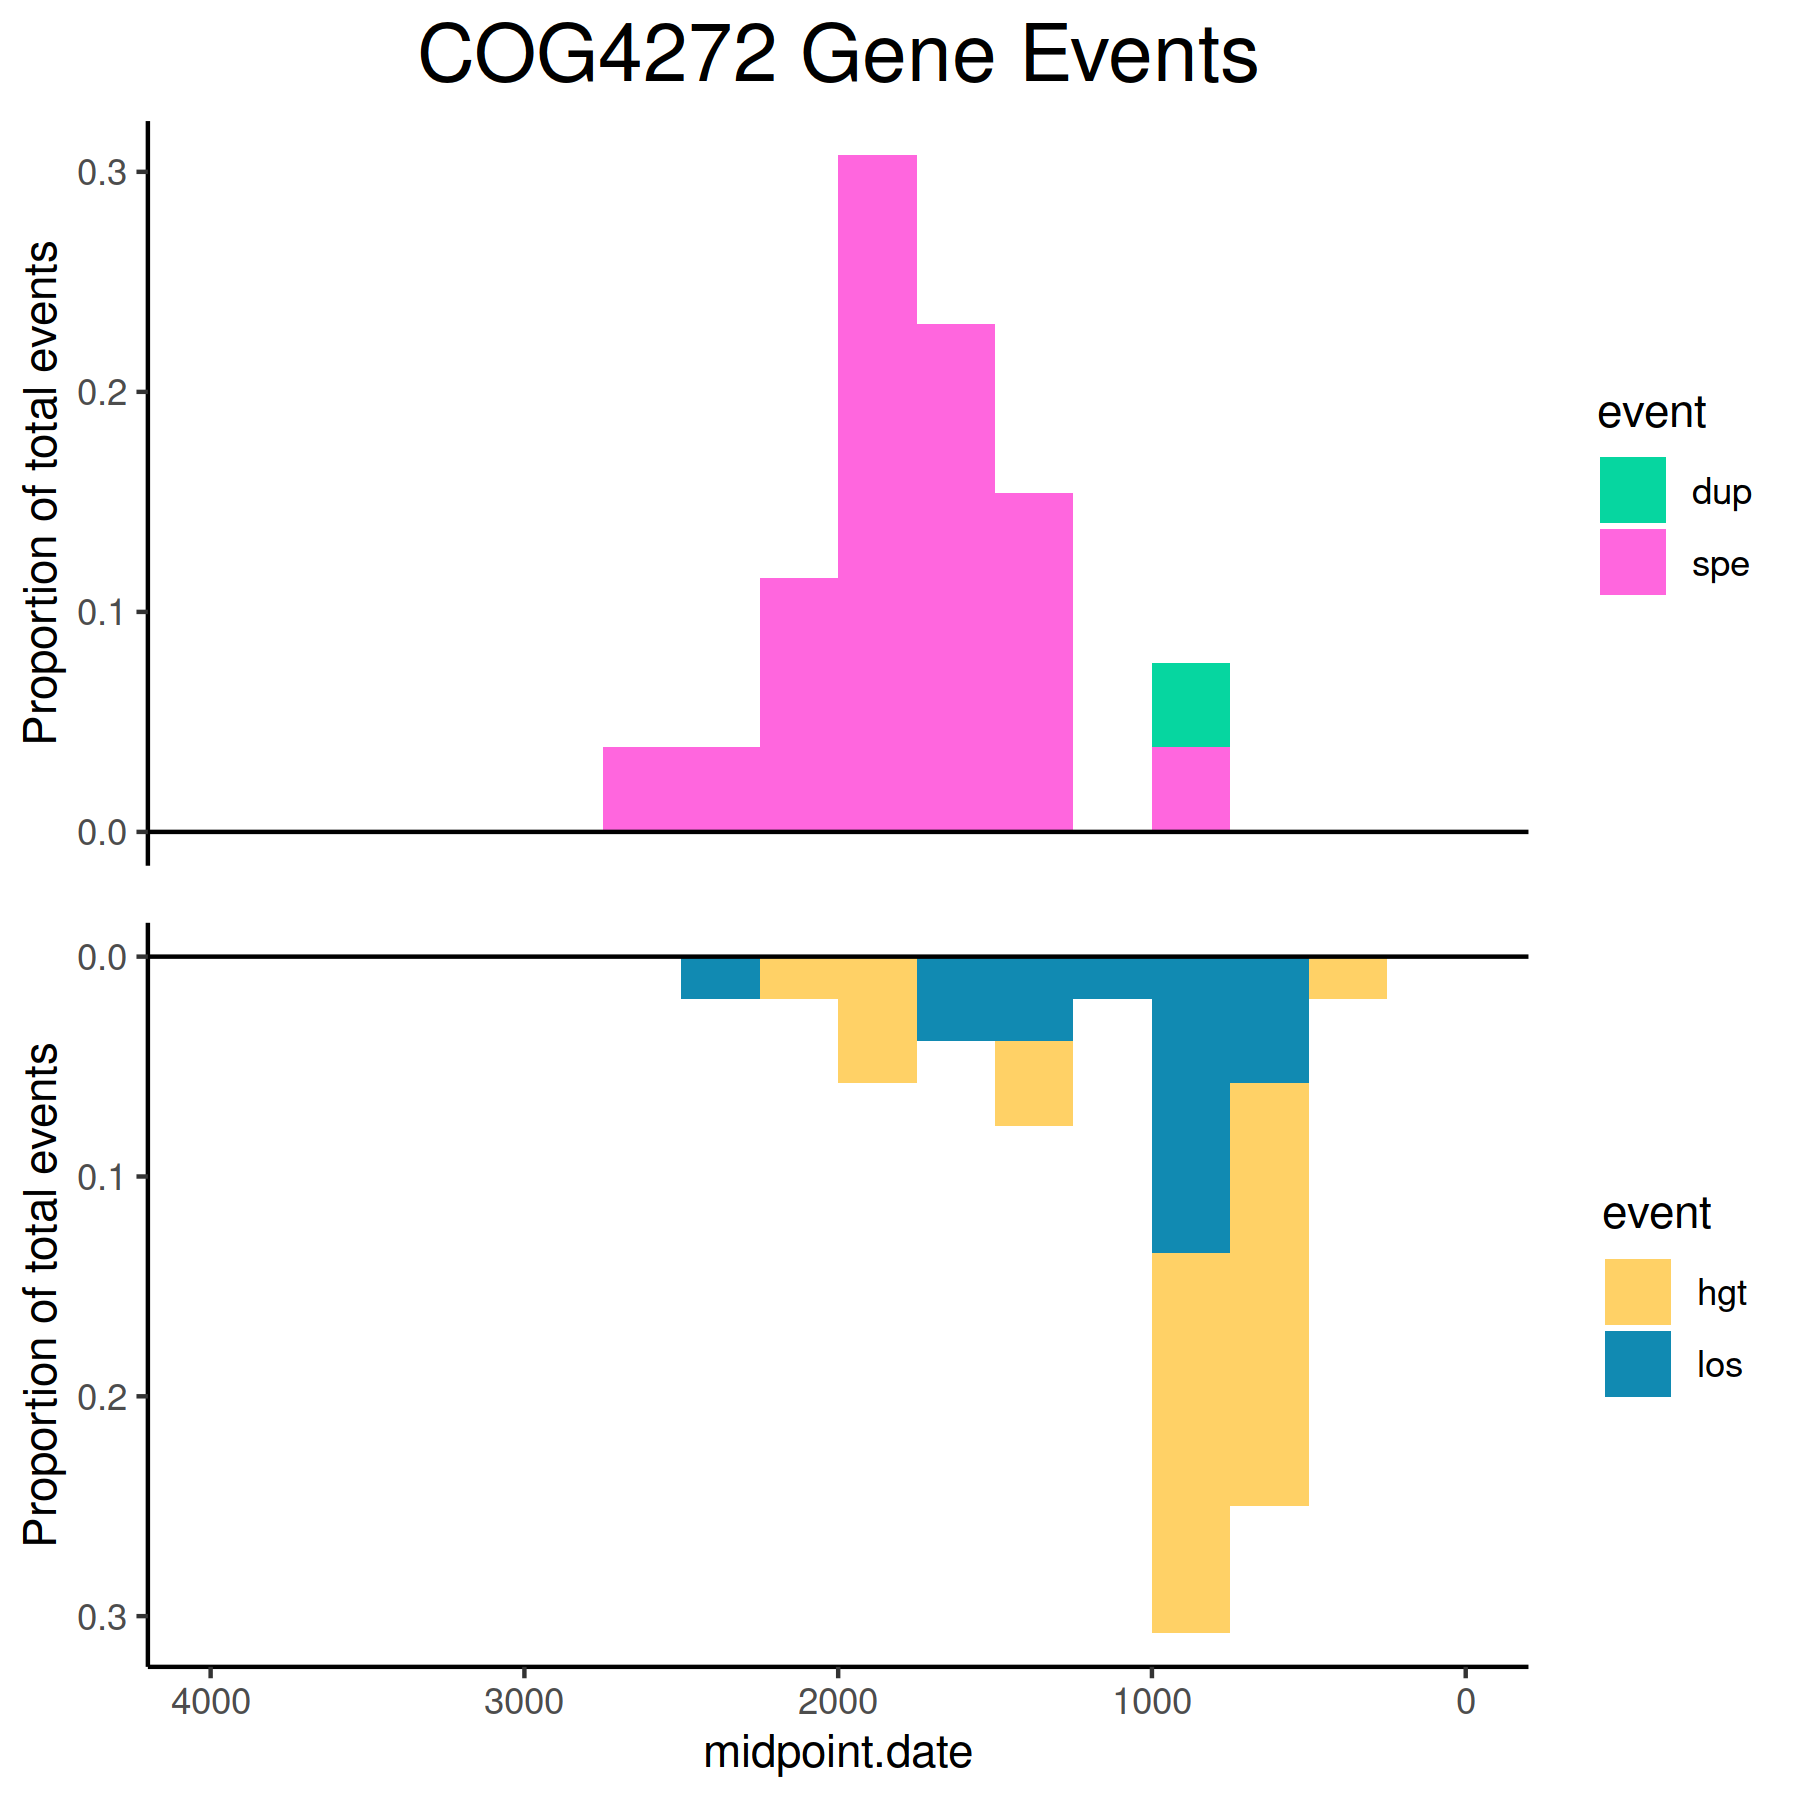 COG4272 Gene Events
Proportion of total events
0.3
0.2
0.1
0.0
event
dup
spe
Proportion of total events
0.0
0.1
0.2
0.3
event
hgt
los
4000 3000 2000 1000 0
midpoint.date